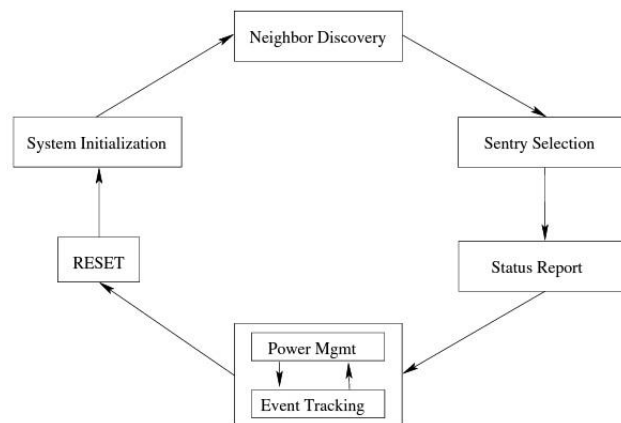 Neighbor Discovery
System Initialization
Sentry Selection
RESET
Status Report
Power Mgmt
Event Tracking